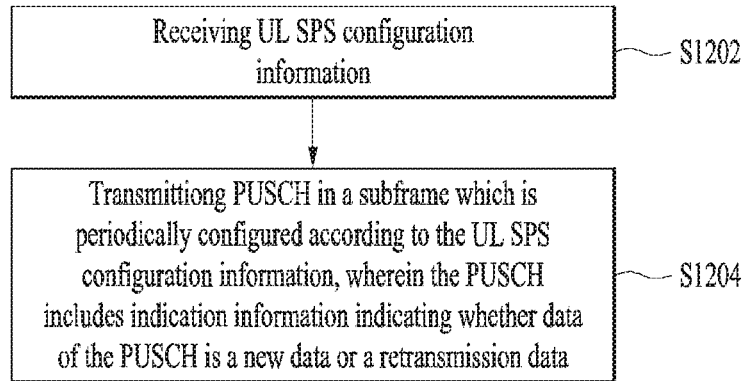 Receiving UL SPS configuration
information
S1202
Transmittiong PUSCH in a subframe which is
periodically configured according to the UL SPS
configuration information, wherein the PUSCH
includes indication information indicating whether data
of the PUSCH is a new data or a retransmission data
S1204